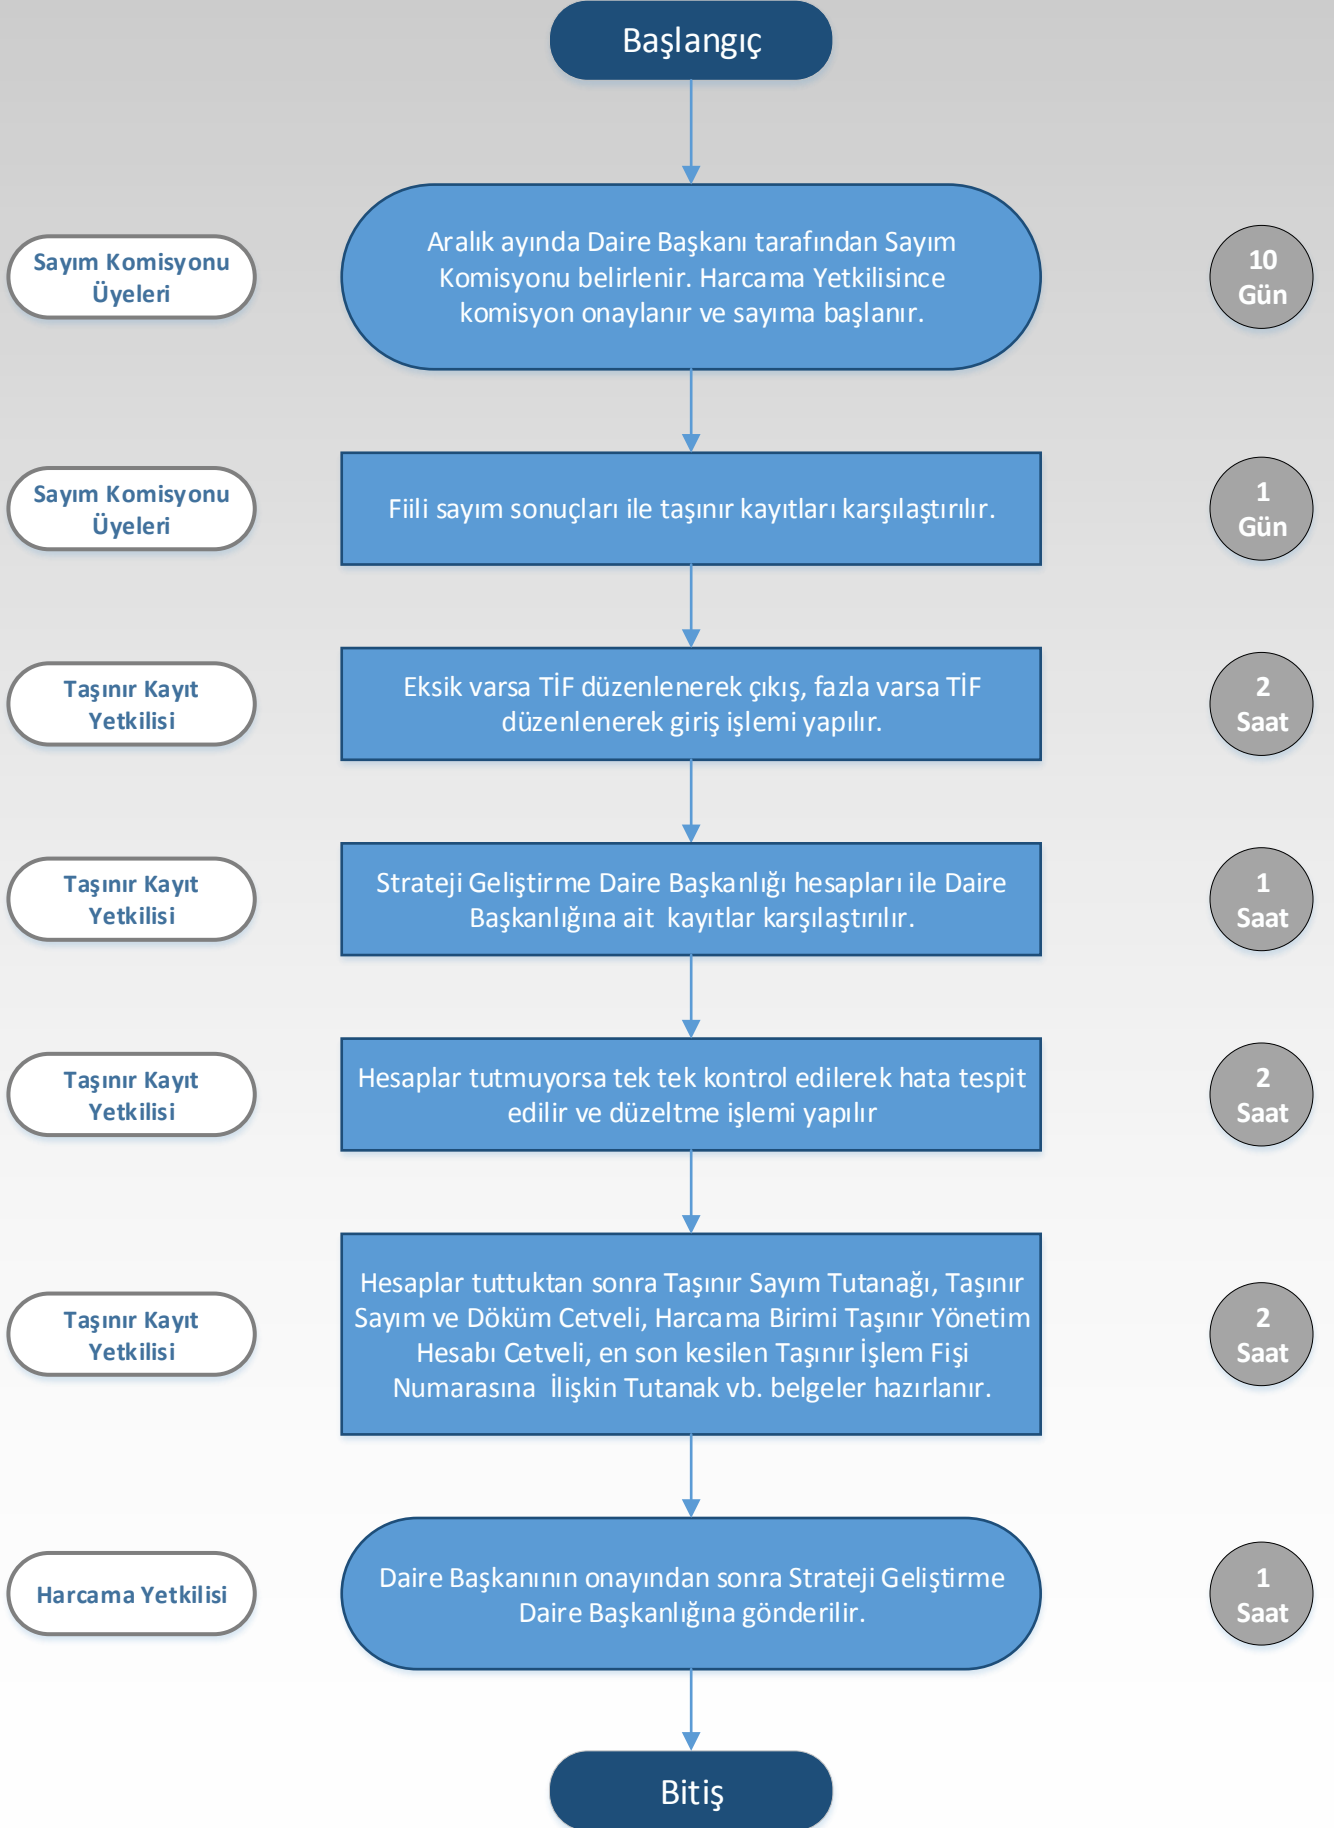 Başlangıç
Sayım Komisyonu
Üyeleri
Aralık ayında Daire Başkanı tarafından Sayım
Komisyonu belirlenir. Harcama Yetkilisince
komisyon onaylanır ve sayıma başlanır.
10
Gün
Sayım Komisyonu
Üyeleri
Fiili sayım sonuçları ile taşınır kayıtları karşılaştırılır.
1
Gün
Taşınır Kayıt
Yetkilisi
Eksik varsa TİF düzenlenerek çıkış, fazla varsa TİF
düzenlenerek giriş işlemi yapılır.
2
Saat
Taşınır Kayıt
Yetkilisi
Strateji Geliştirme Daire Başkanlığı hesapları ile Daire
Başkanlığına ait kayıtlar karşılaştırılır.
1
Saat
Taşınır Kayıt
Yetkilisi
Hesaplar tutmuyorsa tek tek kontrol edilerek hata tespit
edilir ve düzeltme işlemi yapılır
2
Saat
Taşınır Kayıt
Yetkilisi
Hesaplar tuttuktan sonra Taşınır Sayım Tutanağı, Taşınır
Sayım ve Döküm Cetveli, Harcama Birimi Taşınır Yönetim
Hesabı Cetveli, en son kesilen Taşınır İşlem Fişi
Numarasına İlişkin Tutanak vb. belgeler hazırlanır.
2
Saat
Harcama Yetkilisi
Daire Başkanının onayından sonra Strateji Geliştirme
Daire Başkanlığına gönderilir.
1
Saat
Bitiş